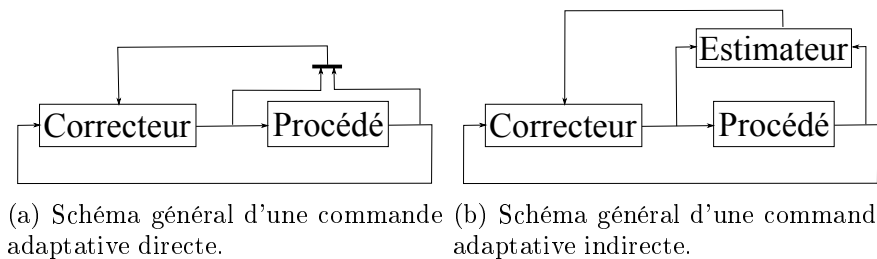 Correcteur
Procédé
(a) Schéma général d'une commande
adaptative directe.
Estimateur
Correcteur
Procédé
(b) Schéma général d'une command
adaptative indirecte.